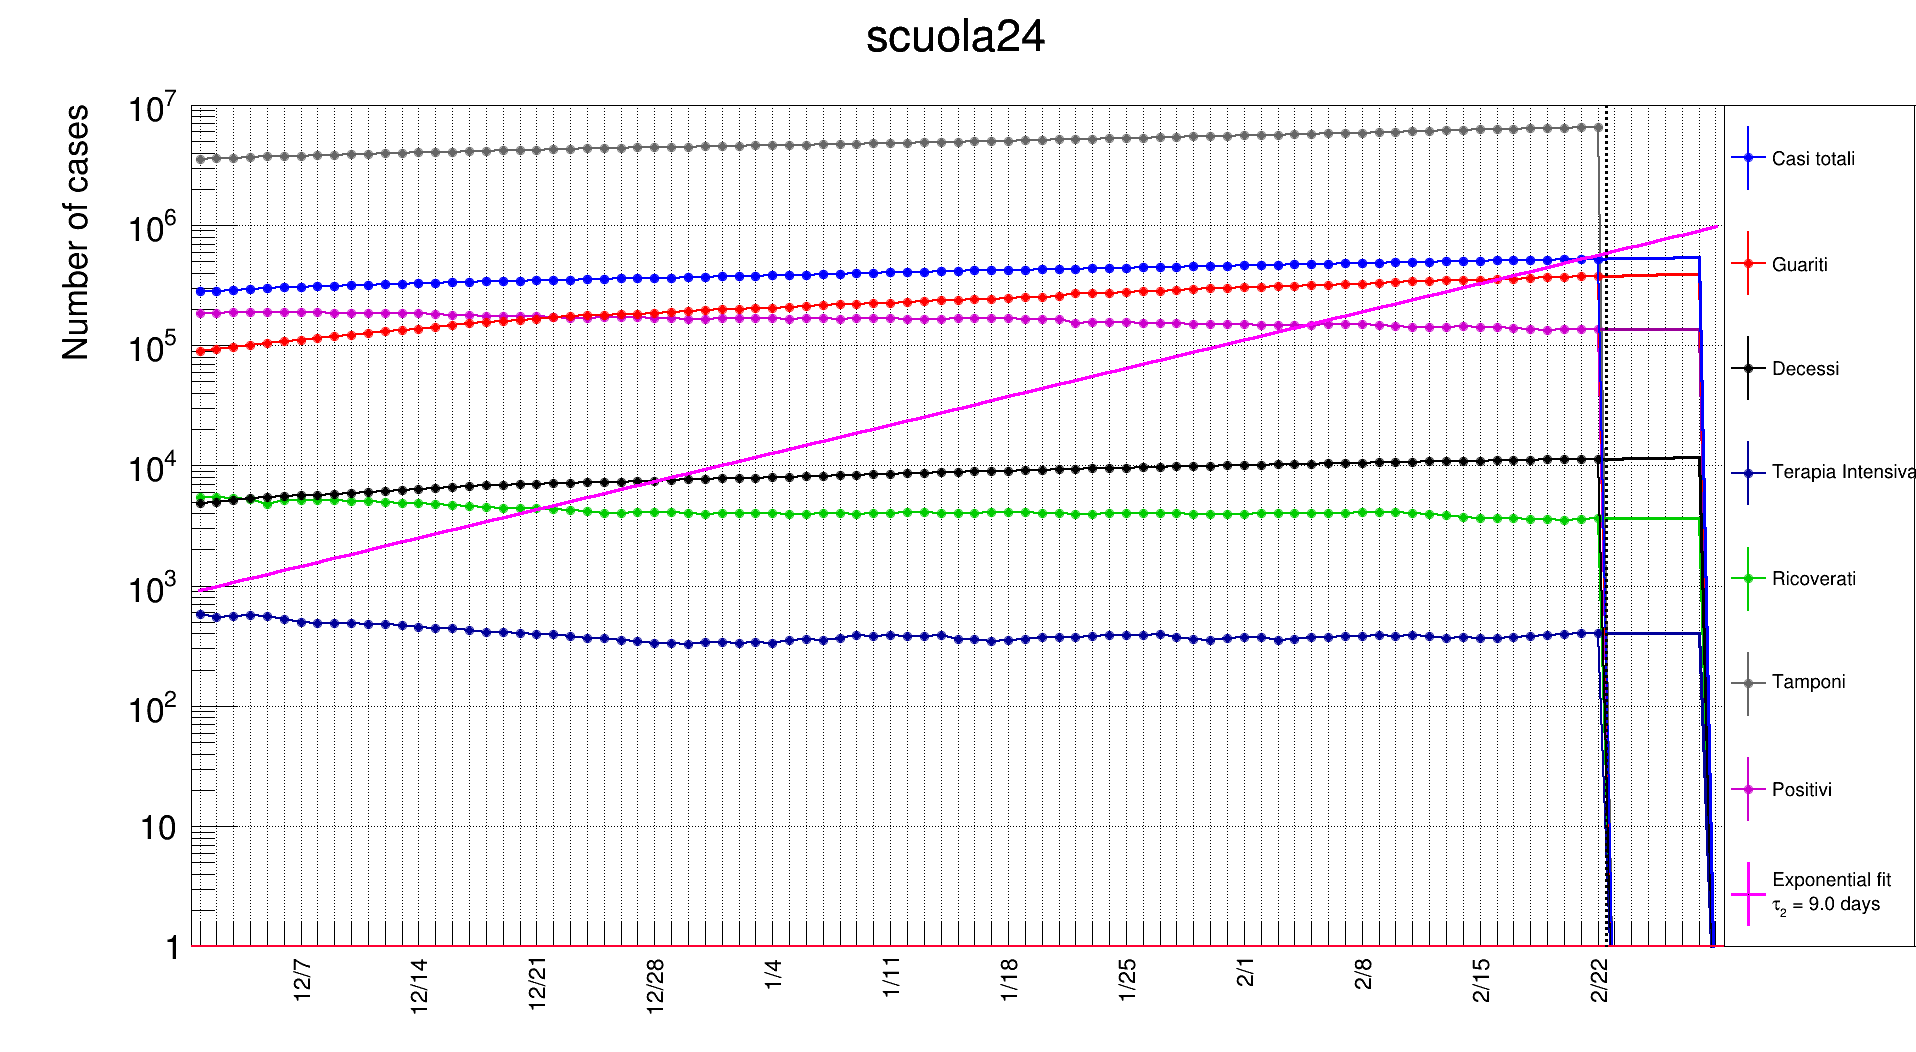 scuola24
Number of cases
10^7
10^6
10^5
10^4
10^3
10^2
10
1
12/7
12/14
12/21
12/28
1/4
1/11
1/18
1/25
2/1
2/8
2/15
2/22
Casi totali
Guariti
Decessi
Terapia Intensiva
Ricoverati
Tamponi
Positivi
Exponential fit
τ₂ = 9.0 days